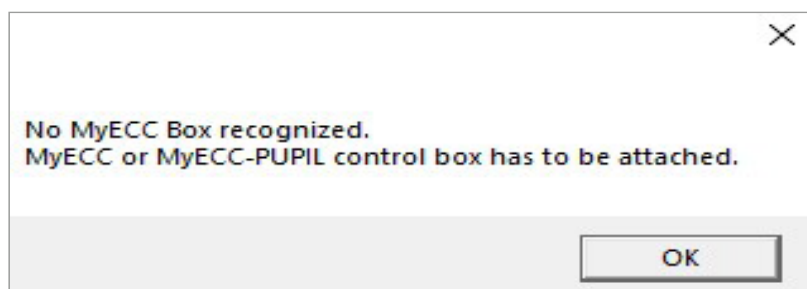 No MyECC Box recognized.
MyECC or MyECC-PUPIL control box has to be attached.
OK